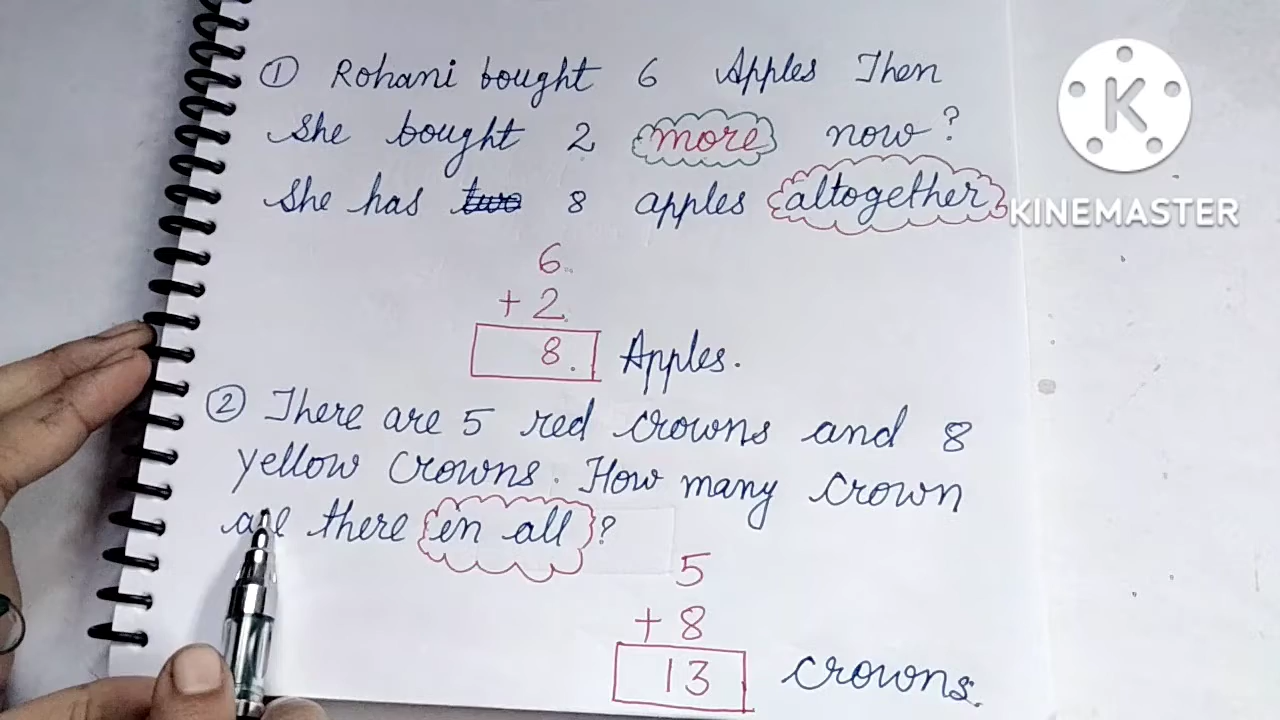 ① Rohani bought 6 Apples Then
She bought 2 more now?
She has two 8 apples altogether.
6
+ 2
8 Apples.
② There are 5 red crowns and 8
yellow crowns. How many crown
are there en all?
5
+ 8
13 crowns.
K
KINEMASTER